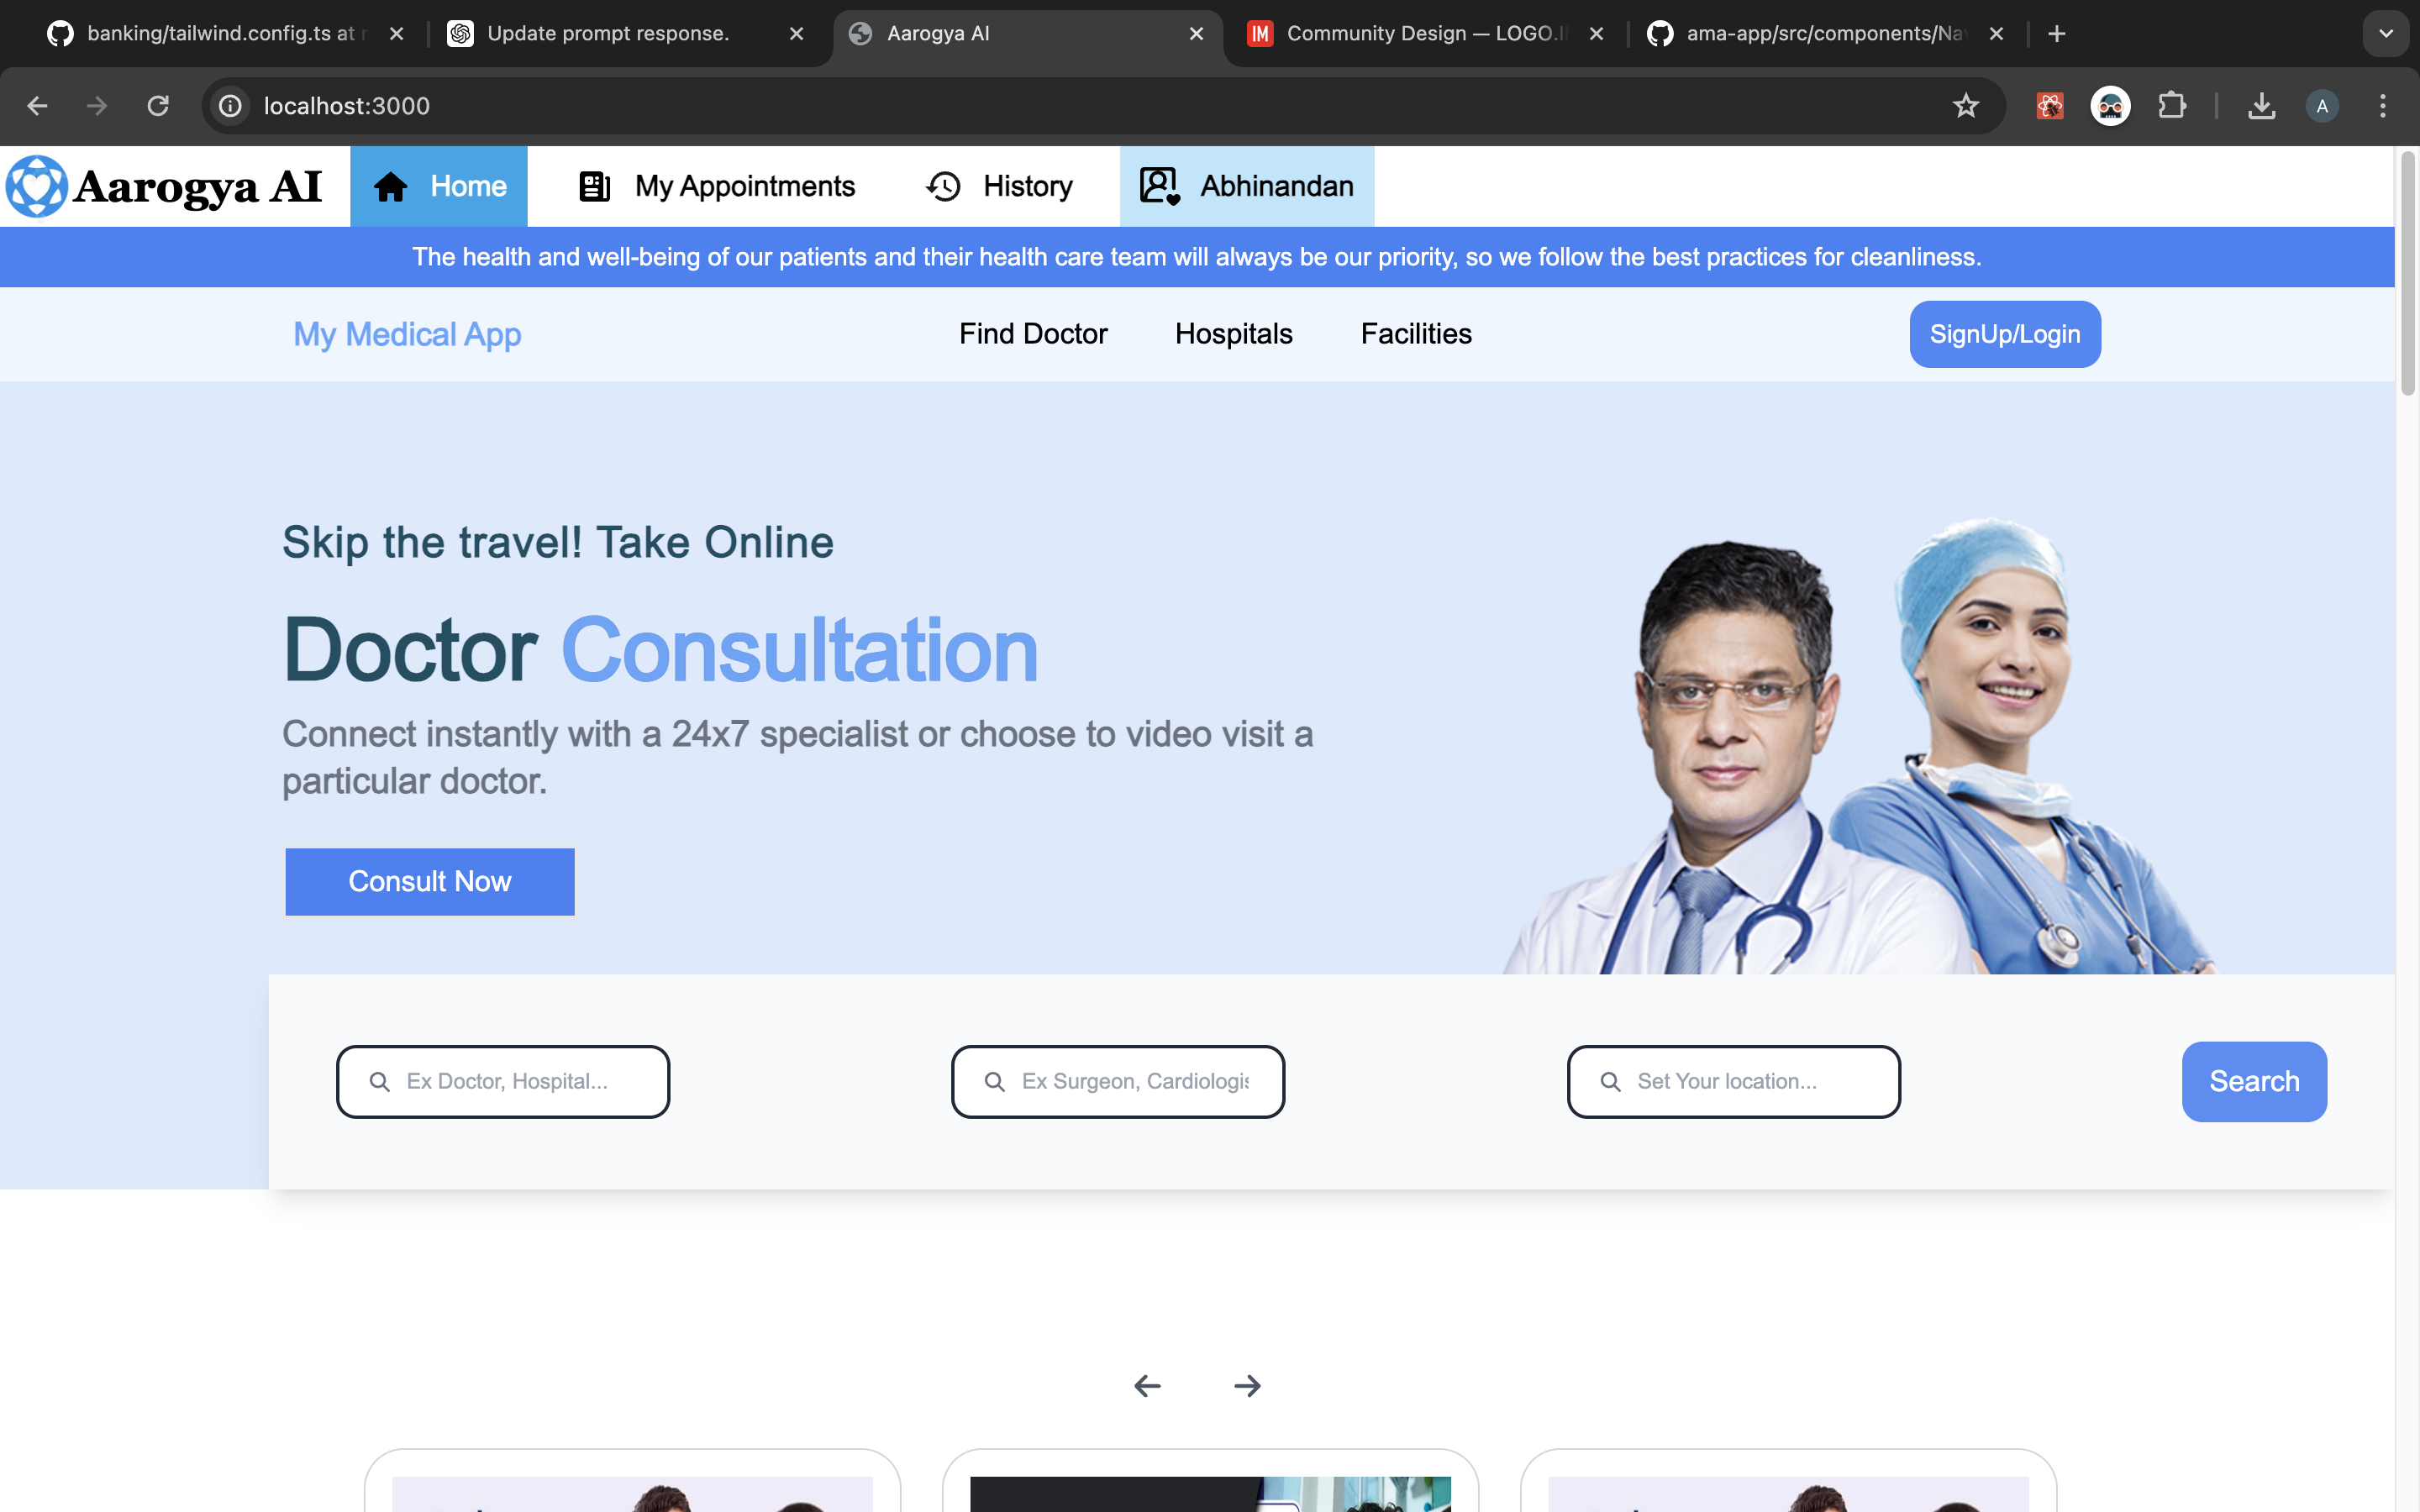 banking/tailwind.config.ts at
Update prompt response.
Aarogya AI
Community Design — LOGO.I
ama-app/src/components/Na
localhost:3000
A
Aarogya AI
Home
My Appointments
History
Abhinandan
The health and well-being of our patients and their health care team will always be our priority, so we follow the best practices for cleanliness.
My Medical App
Find Doctor
Hospitals
Facilities
SignUp/Login
Skip the travel! Take Online
Doctor Consultation
Connect instantly with a 24x7 specialist or choose to video visit a
particular doctor.
Consult Now
Ex Doctor, Hospital...
Ex Surgeon, Cardiologis
Set Your location...
Search